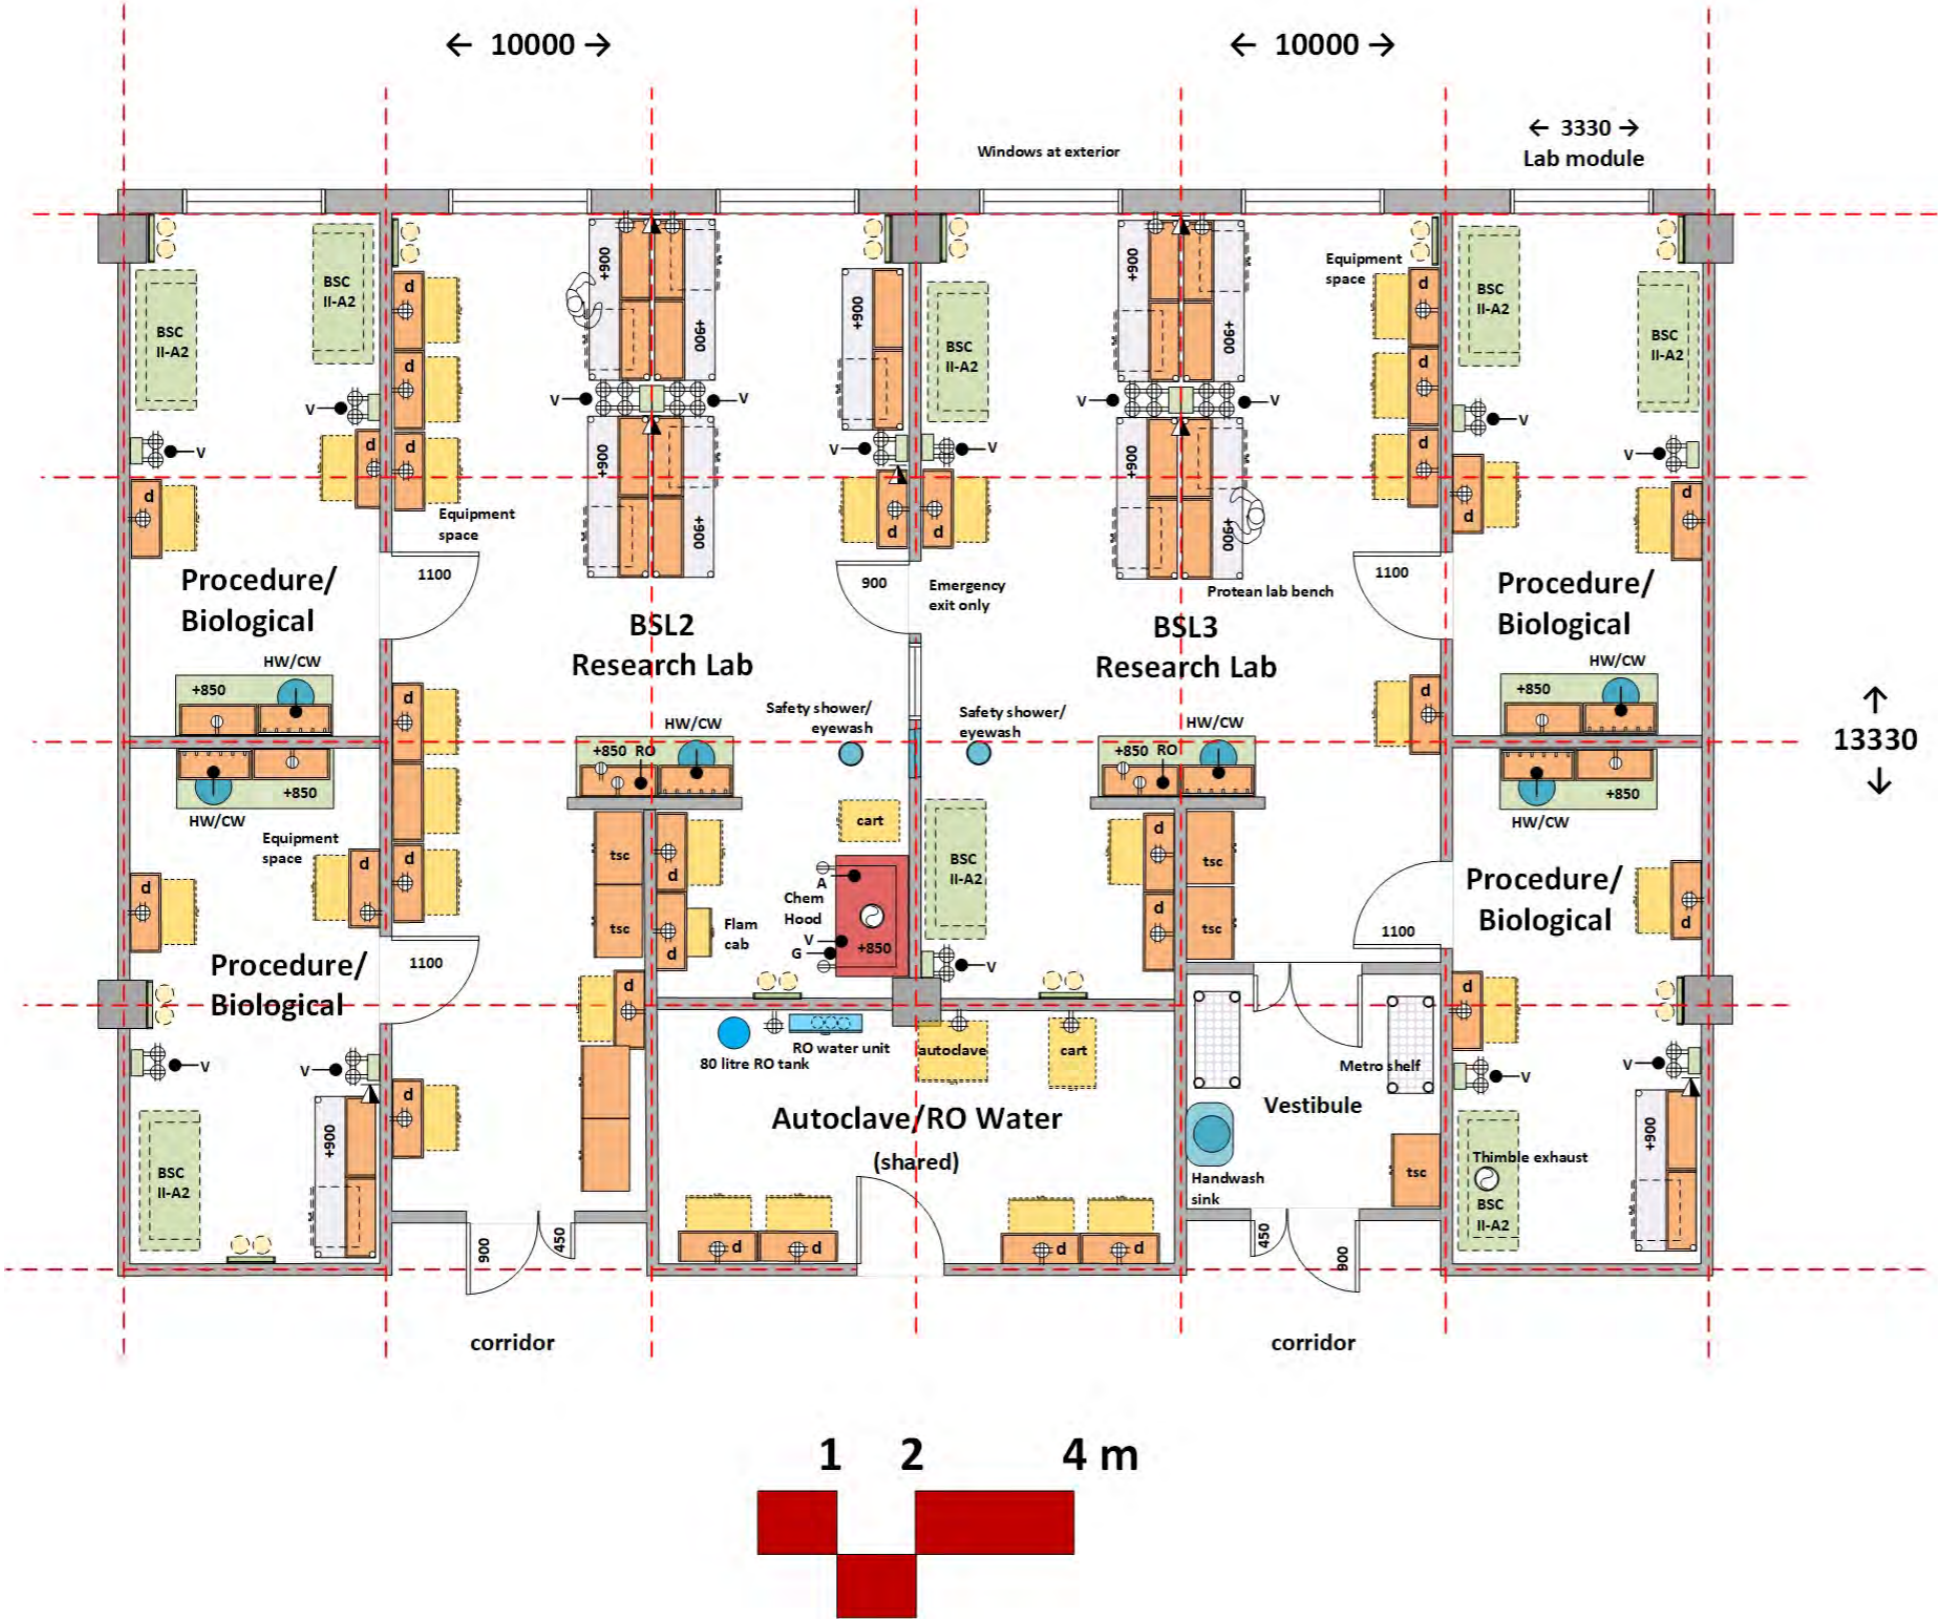 ← 10000 →
← 10000 →
← 3330 →
Lab module
Windows at exterior
+900
+900
+900
+900
+900
Equipment
space
BSC
II-A2
BSC
II-A2
BSC
II-A2
BSC
II-A2
BSC
II-A2
d
d
d
d
d
d
V
V
V
V
V
V
V
V
V
V
d
d
d
d
d
d
d
d
+900
+900
+900
+900
Equipment
space
1100
900
Emergency
exit only
Protean lab bench
1100
Procedure/
Biological
BSL2
Research Lab
BSL3
Research Lab
Procedure/
Biological
HW/CW
+850
HW/CW
+850
d
d
Safety shower/
eyewash
Safety shower/
eyewash
HW/CW
+850 RO
HW/CW
+850 RO
↑
13330
↓
+850
HW/CW
+850
HW/CW
Equipment
space
cart
tsc
tsc
tsc
tsc
d
d
d
d
d
d
d
d
BSC
II-A2
A
Chem
Hood
V
G
+850
Flam
cab
V
Procedure/
Biological
1100
1100
Procedure/
Biological
d
d
d
80 litre RO tank
RO water unit
autoclave
cart
Metro shelf
V
V
V
V
Autoclave/RO Water
(shared)
Vestibule
+900
+900
BSC
II-A2
Handwash
sink
tsc
Thimble exhaust
BSC
II-A2
d
d
d
d
900
450
450
900
corridor
corridor
1 2 4 m